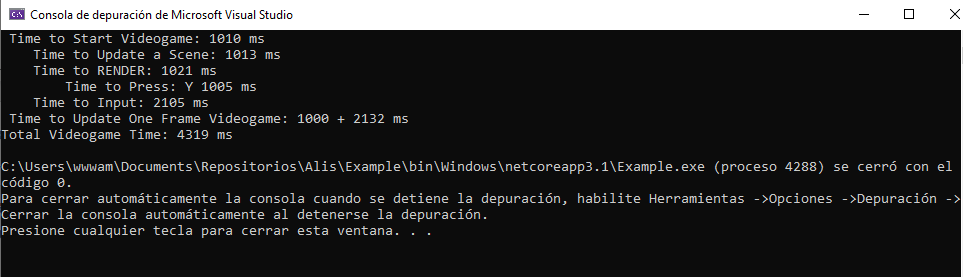 Consola de depuración de Microsoft Visual Studio
Time to Start Videogame: 1010 ms
Time to Update a Scene: 1013 ms
Time to RENDER: 1021 ms
Time to Press: Y 1005 ms
Time to Input: 2105 ms
Time to Update One Frame Videogame: 1000 + 2132 ms
Total Videogame Time: 4319 ms
C:\Users\wwwam\Documents\Repositorios\Alis\Example\bin\Windows\netcoreapp3.1\Example.exe (proceso 4288) se cerró con el
código 0.
Para cerrar automáticamente la consola cuando se detiene la depuración, habilite Herramientas ->Opciones ->Depuración ->
Cerrar la consola automáticamente al detenerse la depuración.
Presione cualquier tecla para cerrar esta ventana. . .